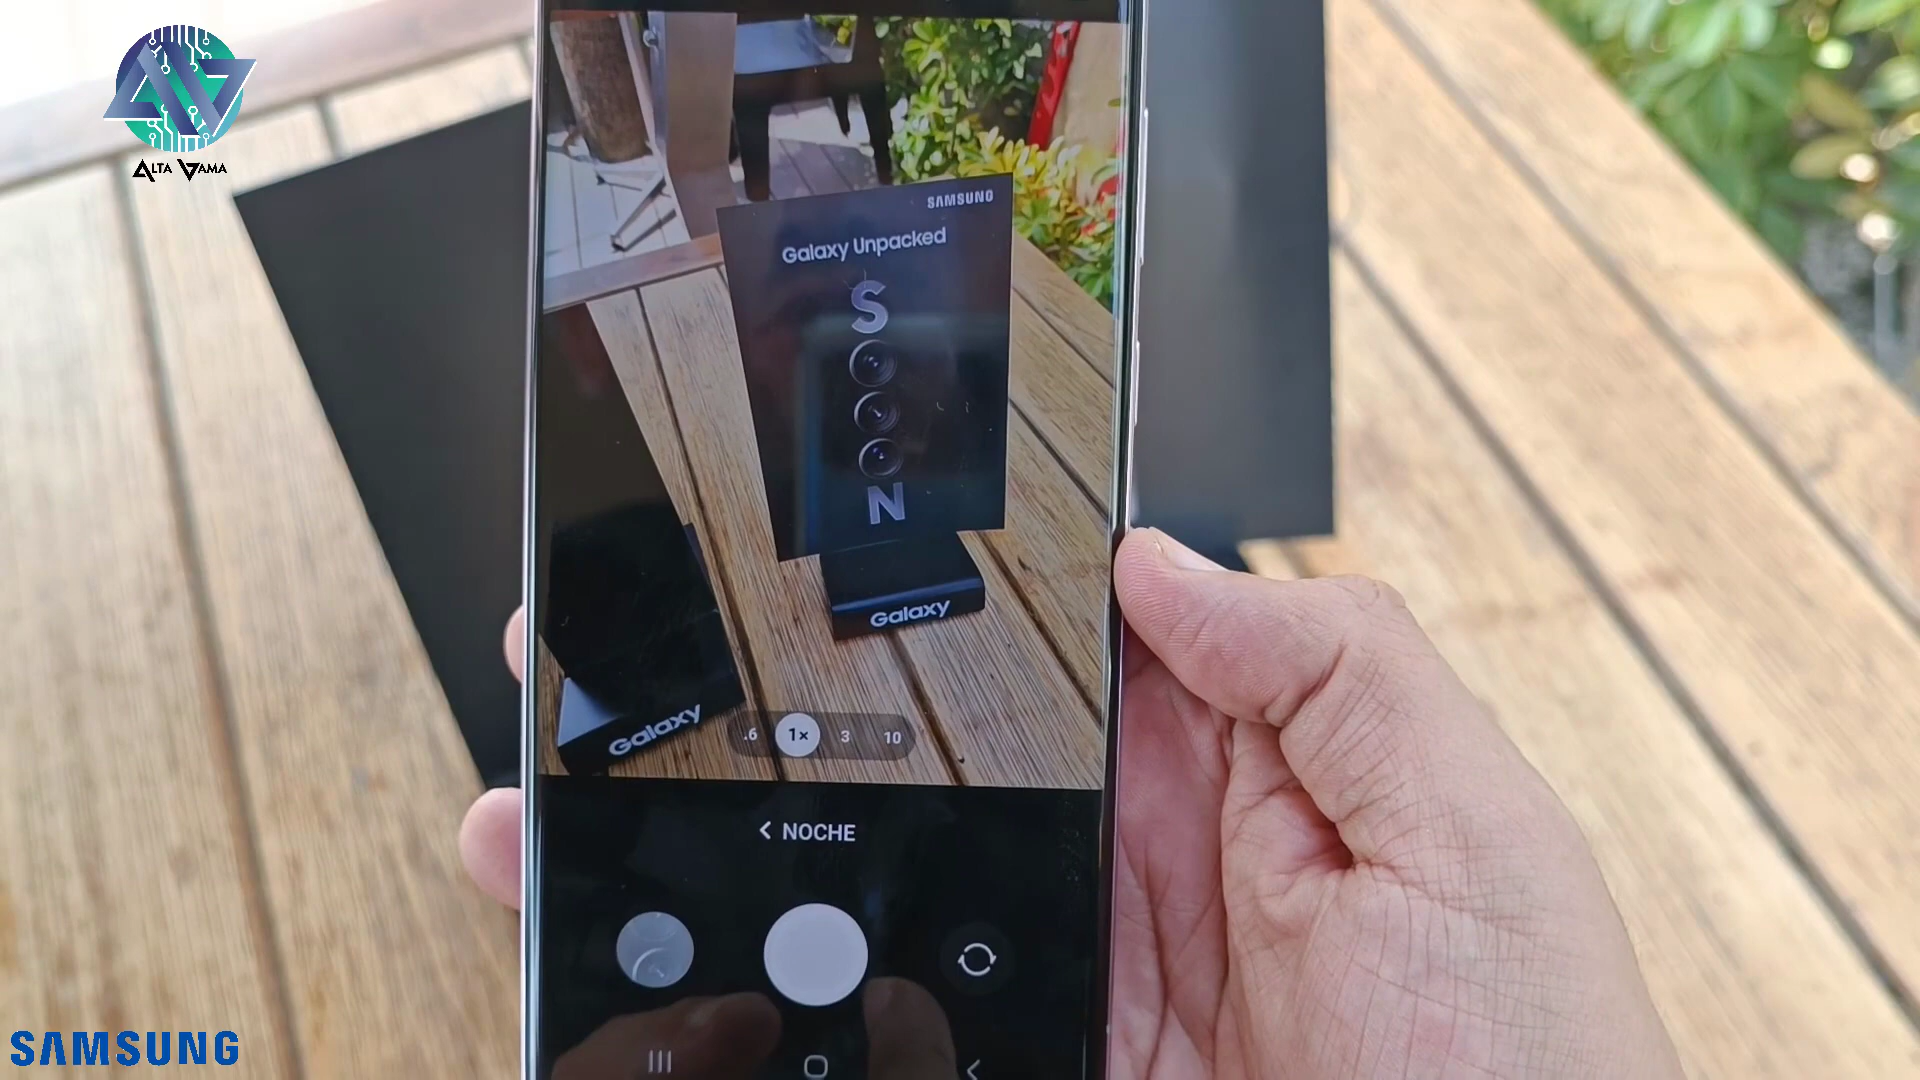 ALTA GAMA
SAMSUNG
Galaxy Unpacked
S
N
Galaxy
Galaxy
.6 1× 3 10
< NOCHE
SAMSUNG